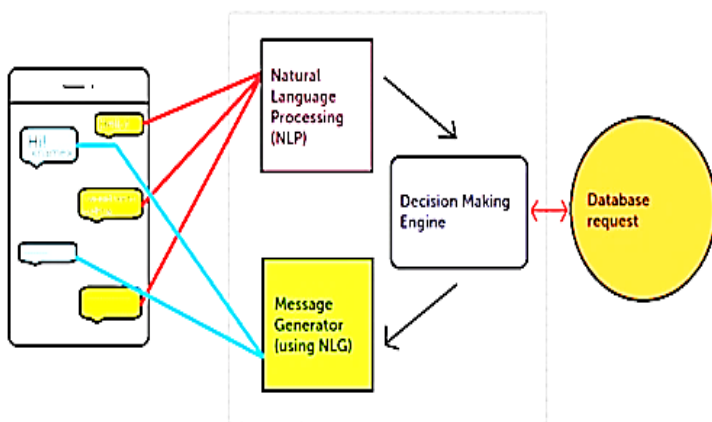 Hi!
Natural
Language
Processing
(NLP)
Decision Making
Engine
Database
request
Message
Generator
(using NLG)